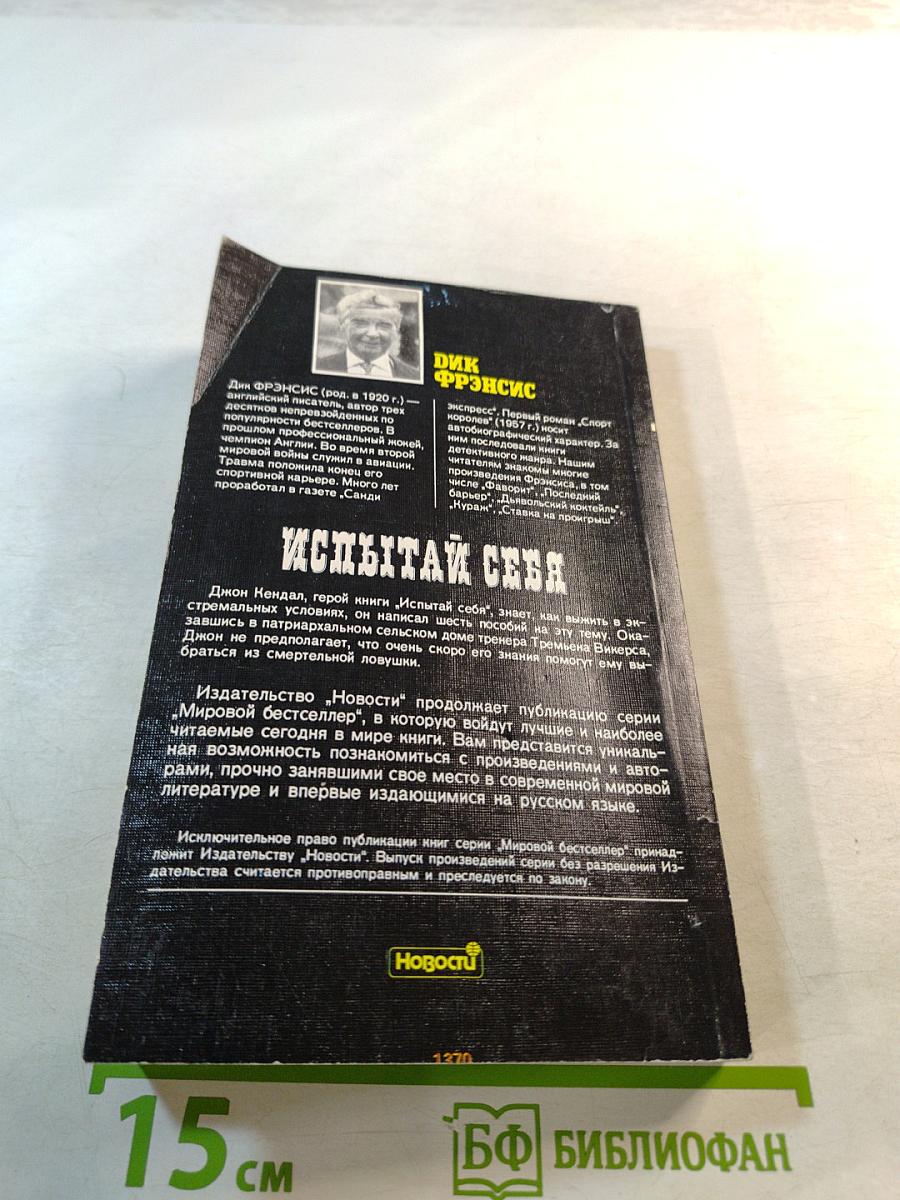 Дик
ФРЭНСИС
Дик ФРЭНСИС (род. в 1920 г.) —
английский писатель, автор трех
десятков непревзойденных по
популярности бестселлеров. В
прошлом профессиональный жокей,
чемпион Англии. Во время второй
мировой войны служил в авиации.
Травма положила конец его
спортивной карьере. Много лет
проработал в газете „Санди
экспресс“. Первый роман „Спорт
королев“ (1957 г.) носит
автобиографический характер. За
ним последовали книги
детективного жанра. Нашим
читателям знакомы многие
произведения Фрэнсиса, в том
числе „Фаворит“, „Последний
барьер“, „Дьявольский коктейль“,
„Кураж“, „Ставка на проигрыш“.
ИСПЫТАЙ СЕБЯ
Джон Кендал, герой книги „Испытай себя“, знает, как выжить в эк-
стремальных условиях, он написал шесть пособий на эту тему. Ока-
завшись в патриархальном сельском доме тренера Тремьена Викерса,
Джон не предполагает, что очень скоро его знания помогут ему вы-
браться из смертельной ловушки.
Издательство „Новости“ продолжает публикацию серии
„Мировой бестселлер“, в которую войдут лучшие и наиболее
читаемые сегодня в мире книги. Вам представится уникаль-
ная возможность познакомиться с произведениями и авто-
рами, прочно занявшими свое место в современной мировой
литературе и впервые издающимися на русском языке.
Исключительное право публикации книг серии „Мировой бестселлер“ принад-
лежит Издательству „Новости“. Выпуск произведений серии без разрешения Из-
дательства считается противоправным и преследуется по закону.
Новости
1370
15 см
БФ БИБЛИОФАН